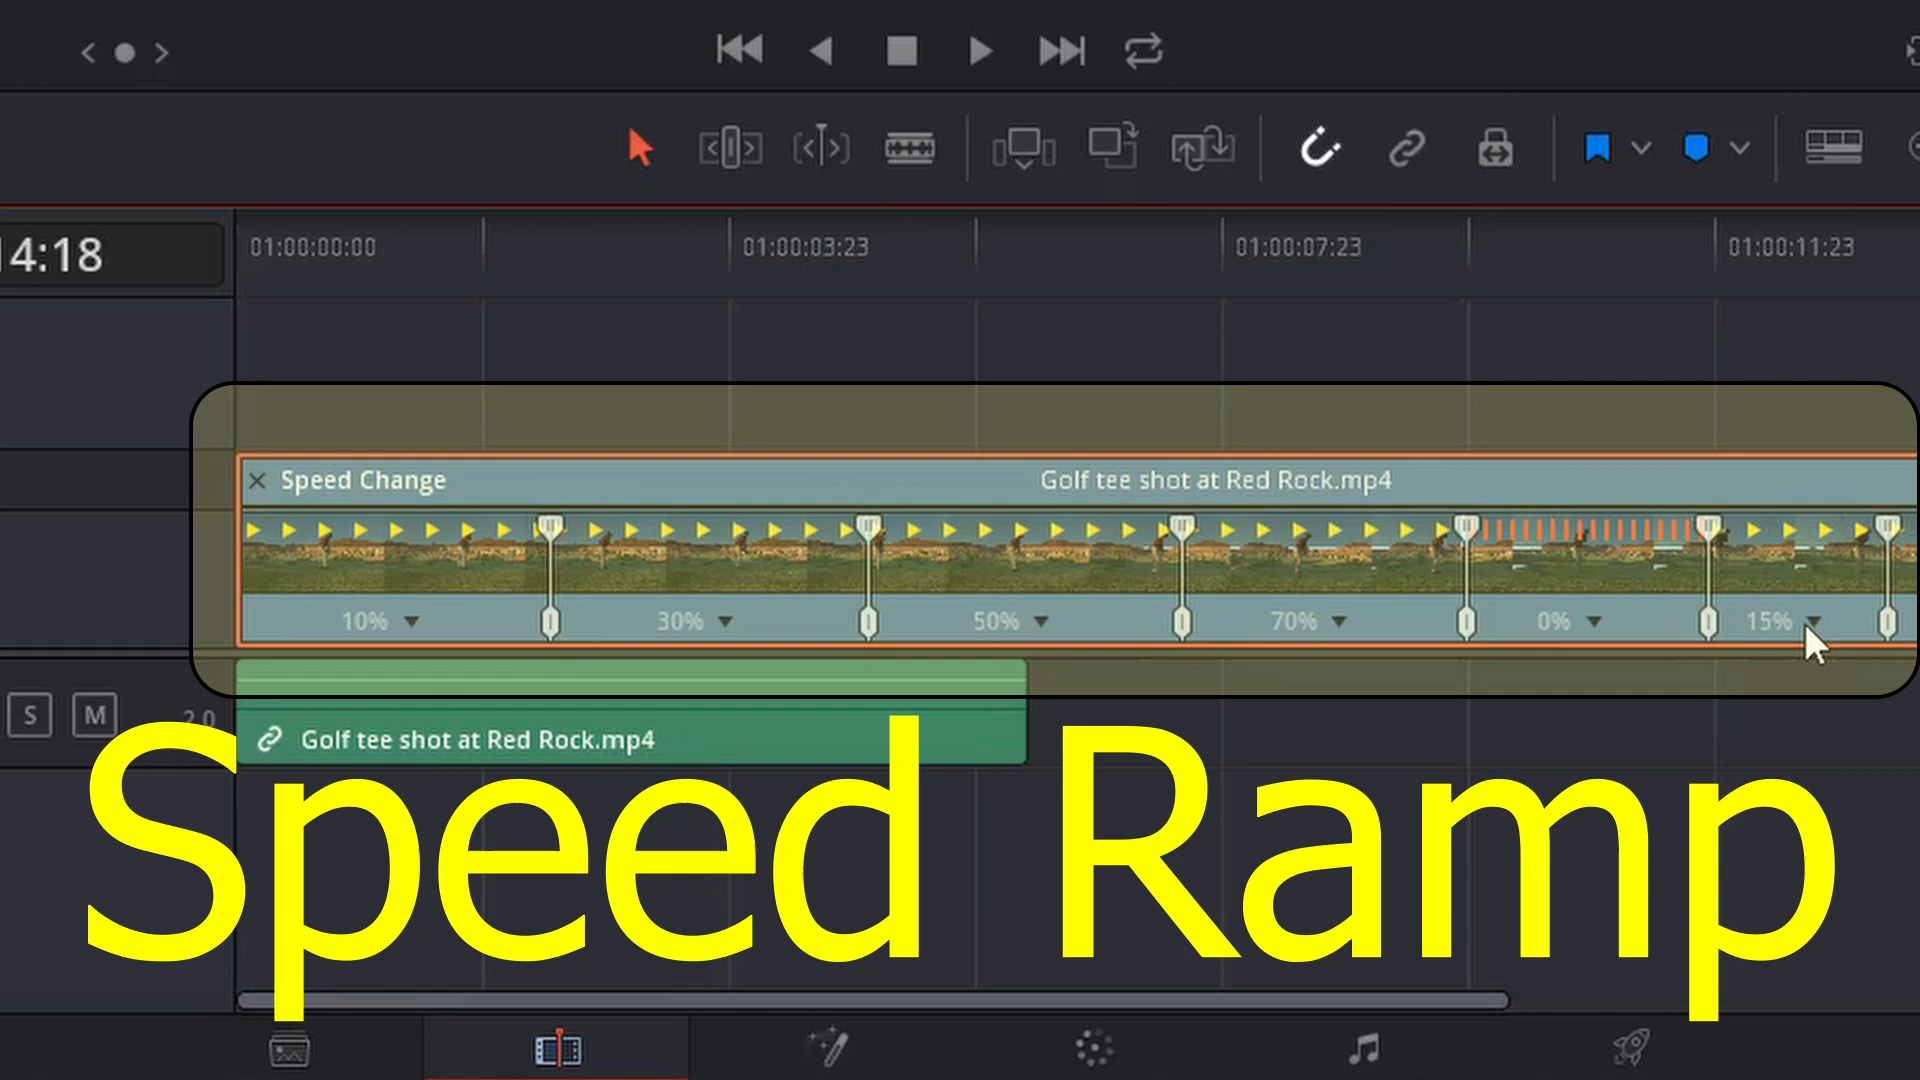 14:18
01:00:00:00 01:00:03:23 01:00:07:23 01:00:11:23
Speed Change Golf tee shot at Red Rock.mp4
10% 30% 50% 70% 0% 15%
S M 2.0
Golf tee shot at Red Rock.mp4
Speed Ramp